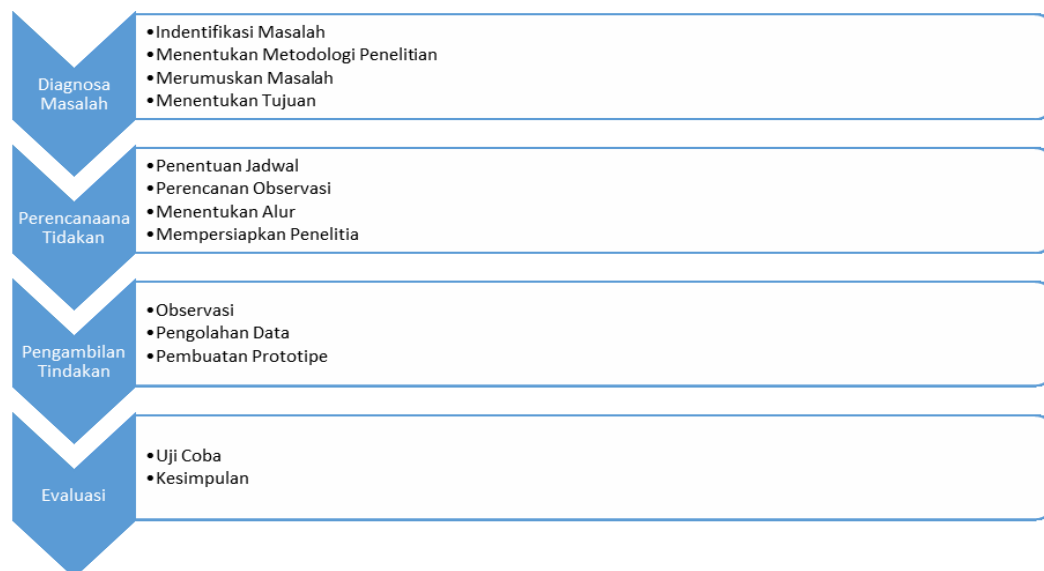 Diagnosa
Masalah
•Indentifikasi Masalah
•Menentukan Metodologi Penelitian
•Merumuskan Masalah
•Menentukan Tujuan
Perencanaana
Tidakan
•Penentuan Jadwal
•Perencanan Observasi
•Menentukan Alur
•Mempersiapkan Penelitia
Pengambilan
Tindakan
•Observasi
•Pengolahan Data
•Pembuatan Prototipe
Evaluasi
•Uji Coba
•Kesimpulan